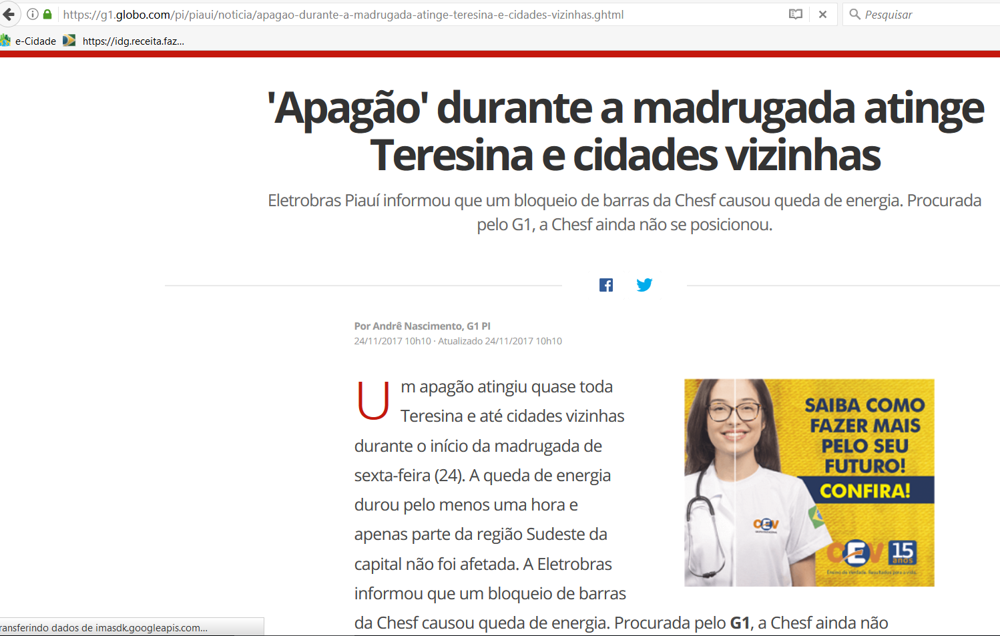 https://g1.globo.com/pi/piaui/noticia/apagao-durante-a-madrugada-atinge-teresina-e-cidades-vizinhas.ghtml
Pesquisar
e-Cidade
https://idg.receita.faz...
'Apagão' durante a madrugada atinge
Teresina e cidades vizinhas
Eletrobras Piauí informou que um bloqueio de barras da Chesf causou queda de energia. Procurada
pelo G1, a Chesf ainda não se posicionou.
Por Andrê Nascimento, G1 PI
24/11/2017 10h10 · Atualizado 24/11/2017 10h10
Um apagão atingiu quase toda
Teresina e até cidades vizinhas
durante o início da madrugada de
sexta-feira (24). A queda de energia
durou pelo menos uma hora e
apenas parte da região Sudeste da
capital não foi afetada. A Eletrobras
informou que um bloqueio de barras
da Chesf causou queda de energia. Procurada pelo G1, a Chesf ainda não
SAIBA COMO
FAZER MAIS
PELO SEU
FUTURO!
CONFIRA!
CEV
CEV 15
anos
Ensino de Verdade. Resultados para a vida.
ransferindo dados de imasdk.googleapis.com...